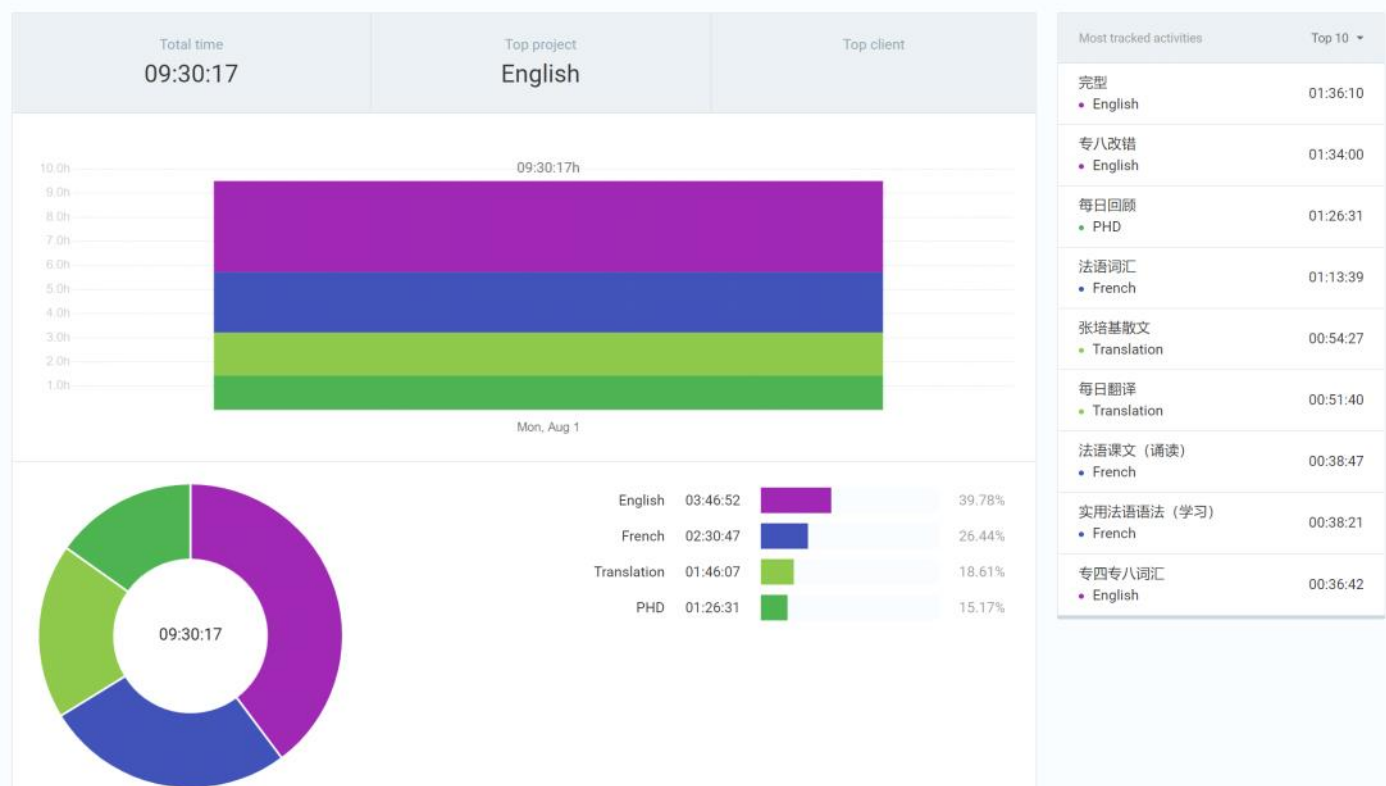 Total time
09:30:17
Top project
English
Top client
10.0h
9.0h
8.0h
7.0h
6.0h
5.0h
4.0h
3.0h
2.0h
1.0h
09:30:17h
Mon, Aug 1
09:30:17
English 03:46:52 39.78%
French 02:30:47 26.44%
Translation 01:46:07 18.61%
PHD 01:26:31 15.17%
Most tracked activities Top 10
完型
English 01:36:10
专八改错
English 01:34:00
每日回顾
PHD 01:26:31
法语词汇
French 01:13:39
张培基散文
Translation 00:54:27
每日翻译
Translation 00:51:40
法语课文（诵读）
French 00:38:47
实用法语语法（学习）
French 00:38:21
专四专八词汇
English 00:36:42